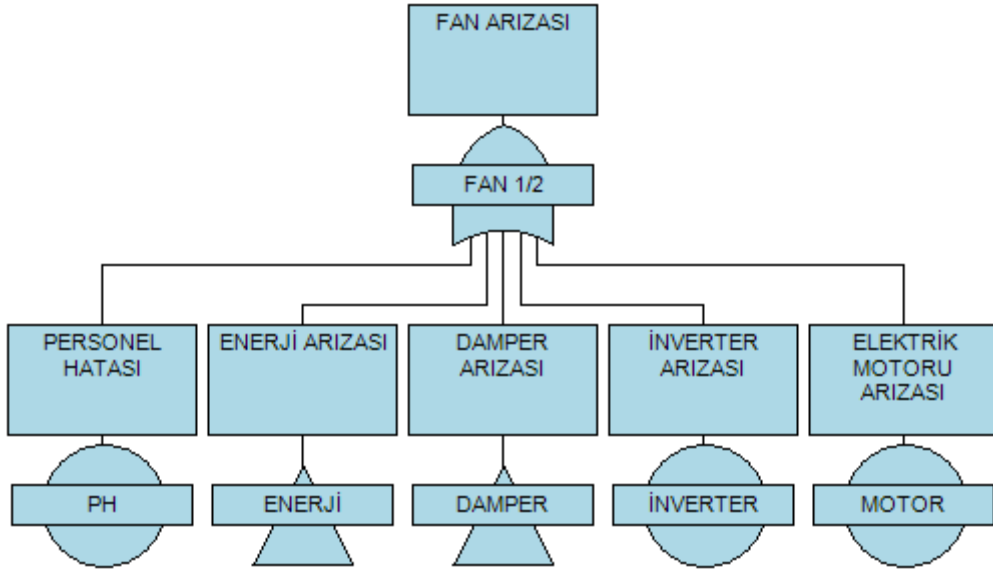 FAN ARIZASI
FAN 1/2
PERSONEL
HATASI
ENERJİ ARIZASI
DAMPER
ARIZASI
İNVERTER
ARIZASI
ELEKTRİK
MOTORU
ARIZASI
PH
ENERJİ
DAMPER
İNVERTER
MOTOR